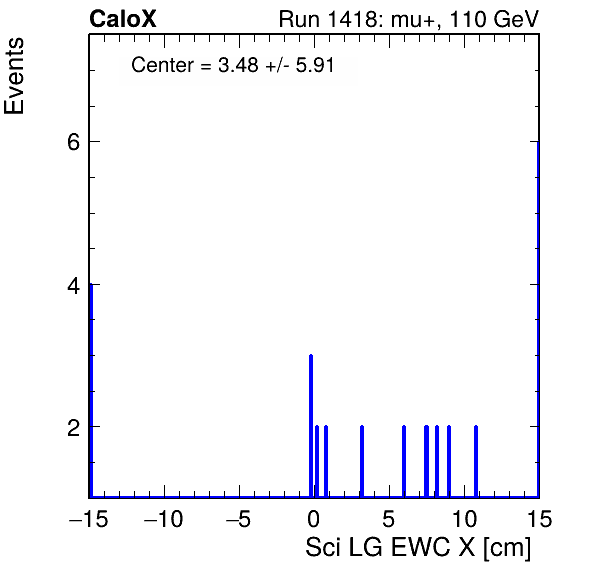 CaloX Run 1418: mu+, 110 GeV
Center = 3.48 +/- 5.91
Events
6
4
2
−15 −10 −5 0 5 10 15
Sci LG EWC X [cm]